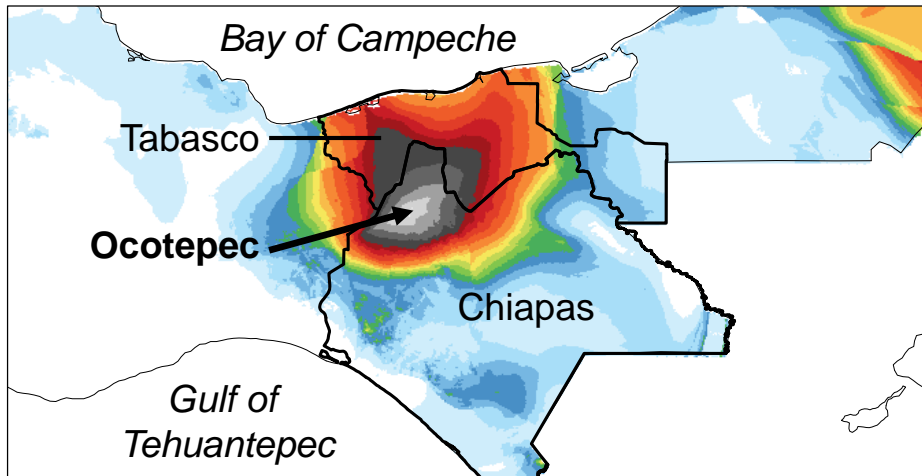 Bay of Campeche
Tabasco
Ocotepec
Chiapas
Gulf of
Tehuantepec